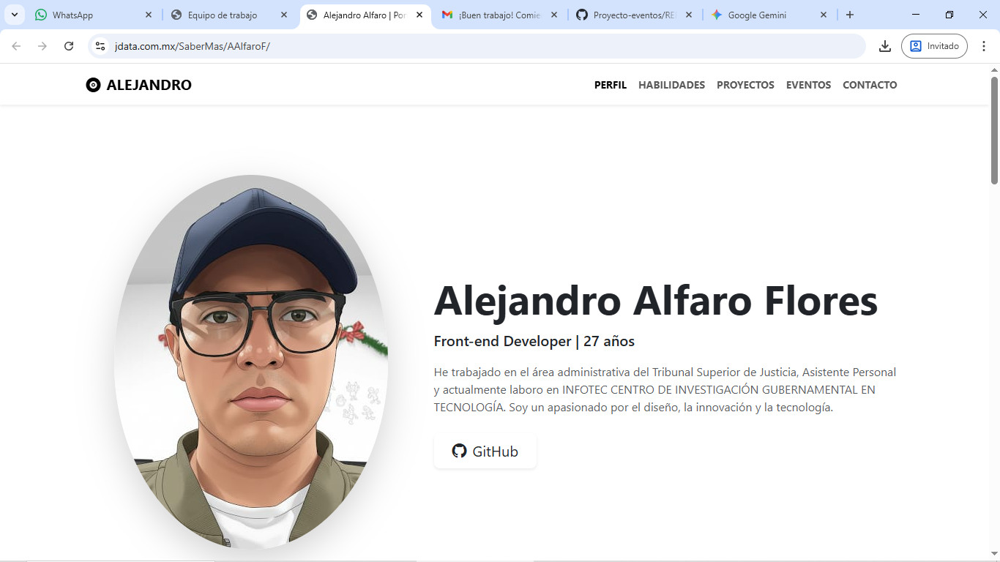 WhatsApp
Equipo de trabajo
Alejandro Alfaro | Por
¡Buen trabajo! Comie
Proyecto-eventos/RE
Google Gemini
jdata.com.mx/SaberMas/AAlfaroF/
Invitado
ALEJANDRO
PERFIL HABILIDADES PROYECTOS EVENTOS CONTACTO
Alejandro Alfaro Flores
Front-end Developer | 27 años
He trabajado en el área administrativa del Tribunal Superior de Justicia, Asistente Personal
y actualmente laboro en INFOTEC CENTRO DE INVESTIGACIÓN GUBERNAMENTAL EN
TECNOLOGÍA. Soy un apasionado por el diseño, la innovación y la tecnología.
GitHub